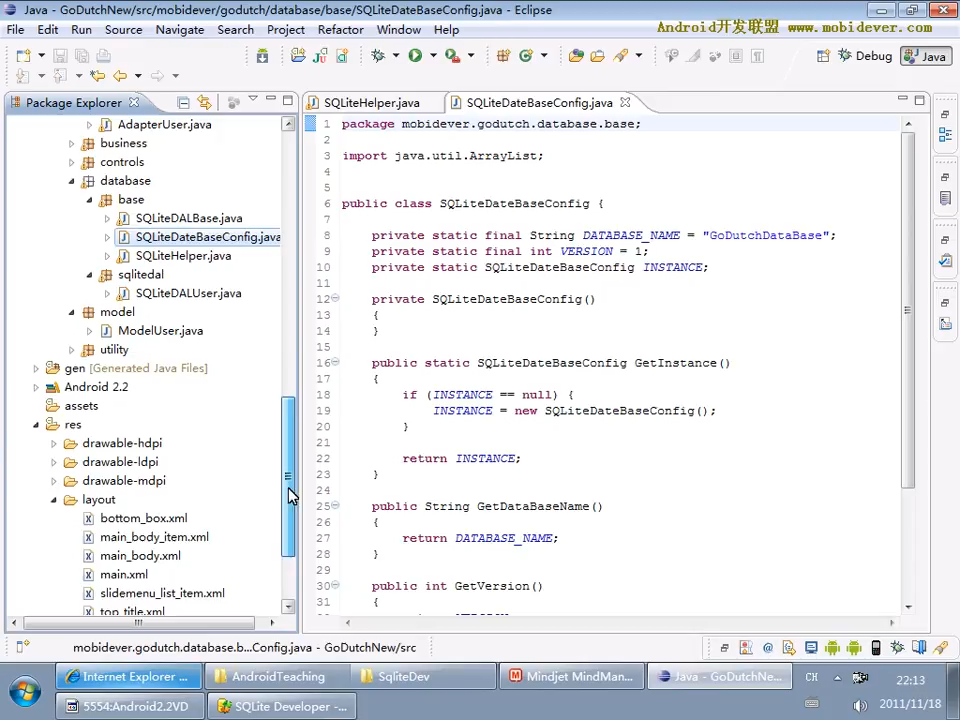 Java - GoDutchNew/src/mobidever/godutch/database/base/SQLiteDateBaseConfig.java - Eclipse
File Edit Run Source Navigate Search Project Refactor Window Help
Android开发联盟 www.mobidever.com
Debug Java
Package Explorer
SQLiteHelper.java SQLiteDateBaseConfig.java
AdapterUser.java
business
controls
database
base
SQLiteDALBase.java
SQLiteDateBaseConfig.java
SQLiteHelper.java
sqlitedal
SQLiteDALUser.java
model
ModelUser.java
utility
gen [Generated Java Files]
Android 2.2
assets
res
drawable-hdpi
drawable-ldpi
drawable-mdpi
layout
bottom_box.xml
main_body_item.xml
main_body.xml
main.xml
slidemenu_list_item.xml
top_title.xml
1 package mobidever.godutch.database.base;
2
3 import java.util.ArrayList;
4
5
6 public class SQLiteDateBaseConfig {
7
8 private static final String DATABASE_NAME = "GoDutchDataBase";
9 private static final int VERSION = 1;
10 private static SQLiteDateBaseConfig INSTANCE;
11
12 private SQLiteDateBaseConfig()
13 {
14 }
15
16 public static SQLiteDateBaseConfig GetInstance()
17 {
18 if (INSTANCE == null) {
19 INSTANCE = new SQLiteDateBaseConfig();
20 }
21
22 return INSTANCE;
23 }
24
25 public String GetDataBaseName()
26 {
27 return DATABASE_NAME;
28 }
29
30 public int GetVersion()
31 {
mobidever.godutch.database.b...Config.java - GoDutchNew/src
Internet Explorer ... AndroidTeaching SqliteDev Mindjet MindMan... Java - GoDutchNe... CH 22:13
5554:Android2.2VD SQLite Developer -... 2011/11/18